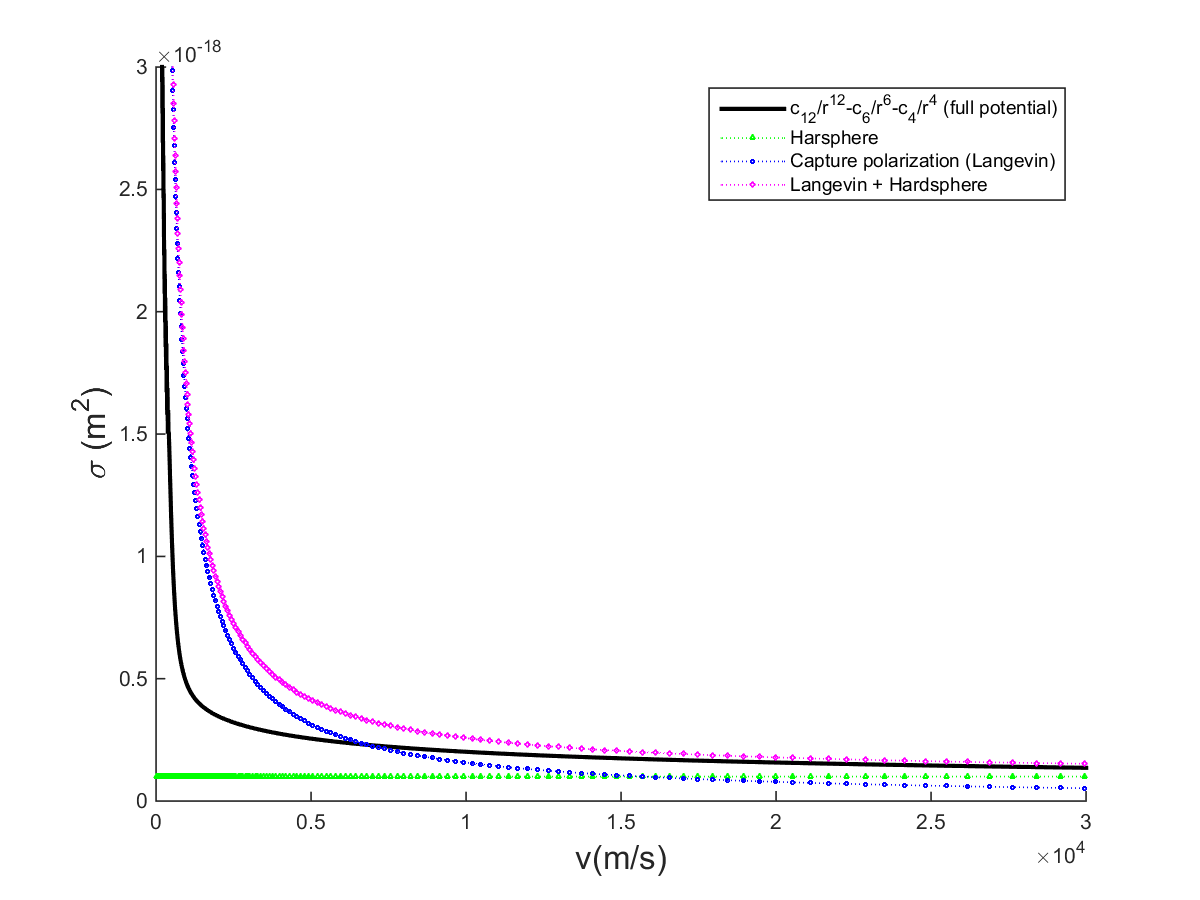 ×10⁻¹⁸
3
2.5
2
1.5
1
0.5
0
σ (m²)
c₁₂/r¹²-c₆/r⁶-c₄/r⁴ (full potential)
Harsphere
Capture polarization (Langevin)
Langevin + Hardsphere
0 0.5 1 1.5 2 2.5 3
×10⁴
v(m/s)